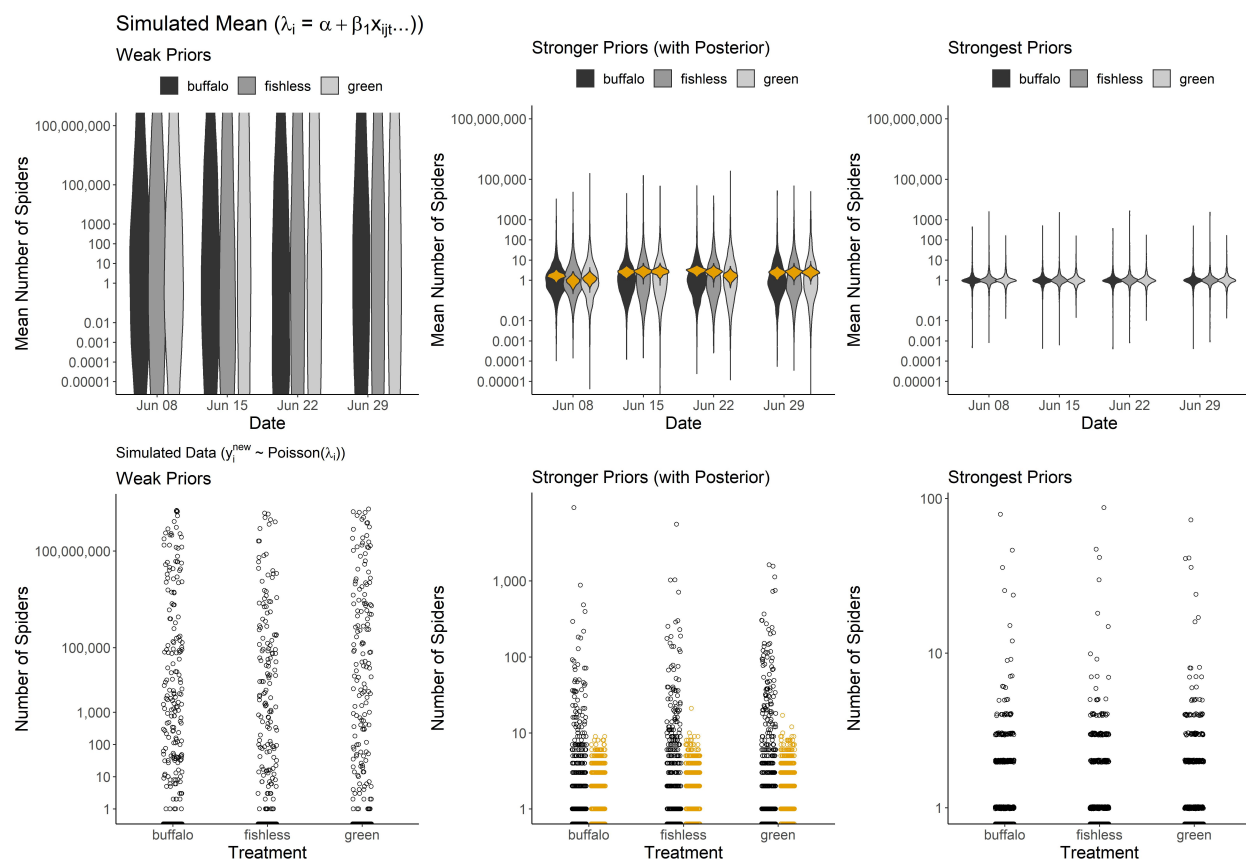 Simulated Mean (λi = α + β1xijt...))
Weak Priors
buffalo fishless green
100,000,000
100,000
1000
100
10
1
0.01
0.001
0.0001
0.00001
Mean Number of Spiders
Jun 08 Jun 15 Jun 22 Jun 29
Date
Stronger Priors (with Posterior)
buffalo fishless green
100,000,000
100,000
1000
100
10
1
0.01
0.001
0.0001
0.00001
Mean Number of Spiders
Jun 08 Jun 15 Jun 22 Jun 29
Date
Strongest Priors
buffalo fishless green
100,000,000
100,000
1000
100
10
1
0.01
0.001
0.0001
0.00001
Mean Number of Spiders
Jun 08 Jun 15 Jun 22 Jun 29
Date
Simulated Data (yi^new ~ Poisson(λi))
Weak Priors
100,000,000
100,000
1,000
100
10
1
Number of Spiders
buffalo fishless green
Treatment
Stronger Priors (with Posterior)
1,000
100
10
1
Number of Spiders
buffalo fishless green
Treatment
Strongest Priors
100
10
1
Number of Spiders
buffalo fishless green
Treatment